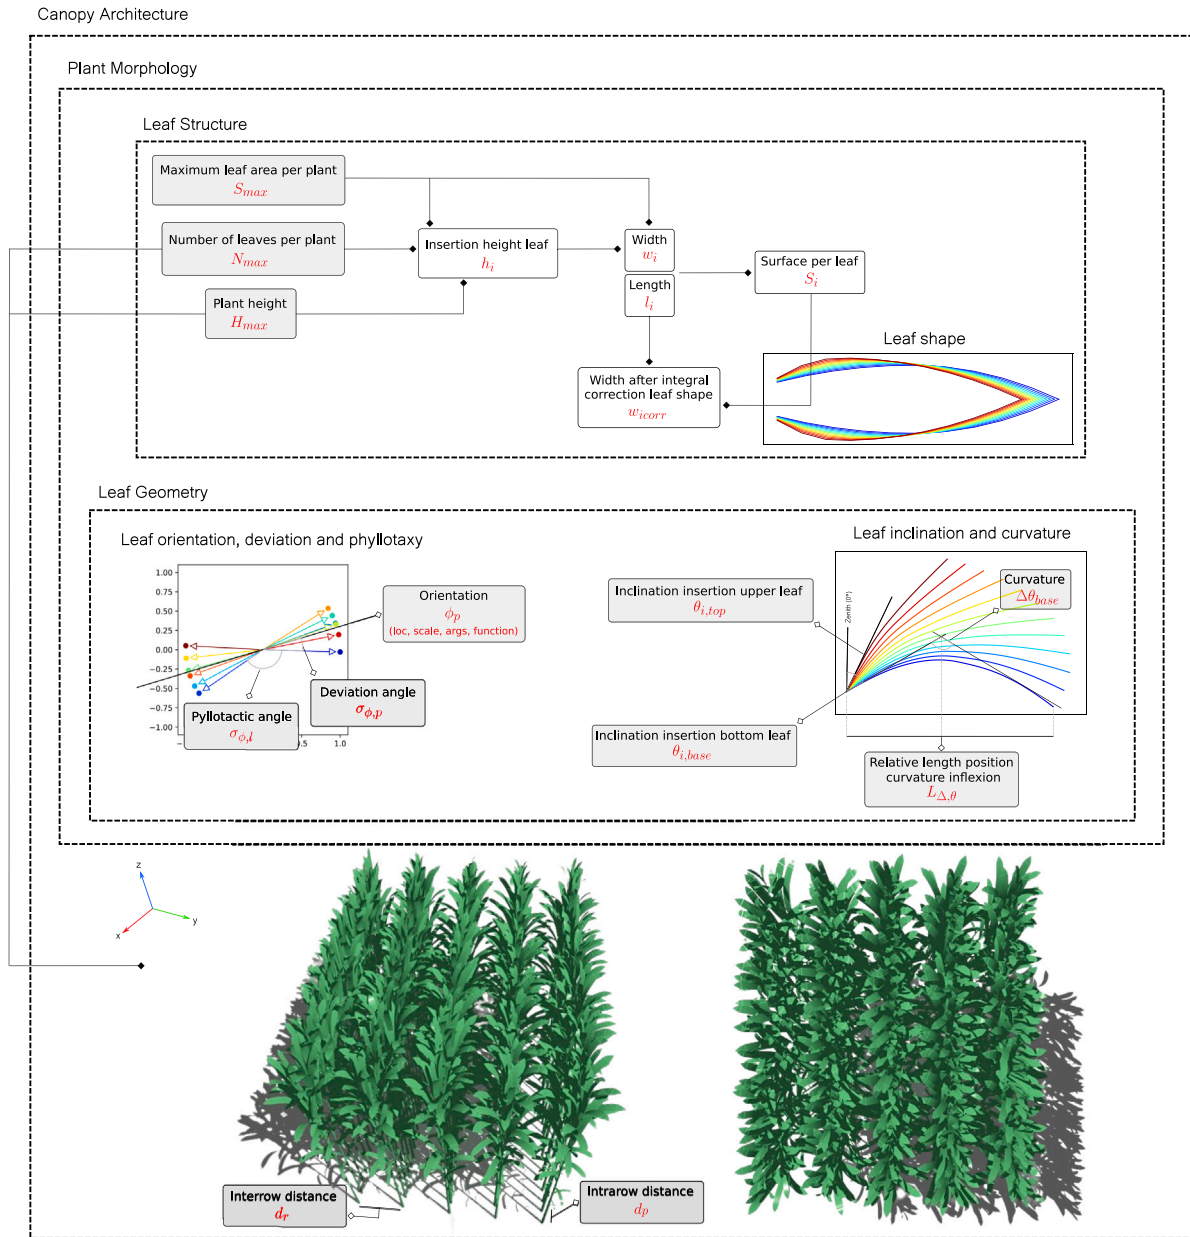 Canopy Architecture
Plant Morphology
Leaf Structure
Maximum leaf area per plant
S_max
Number of leaves per plant
N_max
Plant height
H_max
Insertion height leaf
h_i
Width
w_i
Length
l_i
Surface per leaf
S_i
Width after integral
correction leaf shape
w_icorr
Leaf shape
Leaf Geometry
Leaf orientation, deviation and phyllotaxy
1.00
0.75
0.50
0.25
0.00
−0.25
−0.50
−0.75
−1.00
1.0
Orientation
ϕ_p
(loc, scale, args, function)
Deviation angle
σ_ϕ,p
Pyllotactic angle
σ_ϕ,l
Leaf inclination and curvature
Inclination insertion upper leaf
θ_i,top
Zenith (0°)
Curvature
Δθ_base
Inclination insertion bottom leaf
θ_i,base
Relative length position
curvature inflexion
L_Δ,θ
z
y
x
Interrow distance
d_r
Intrarow distance
d_p